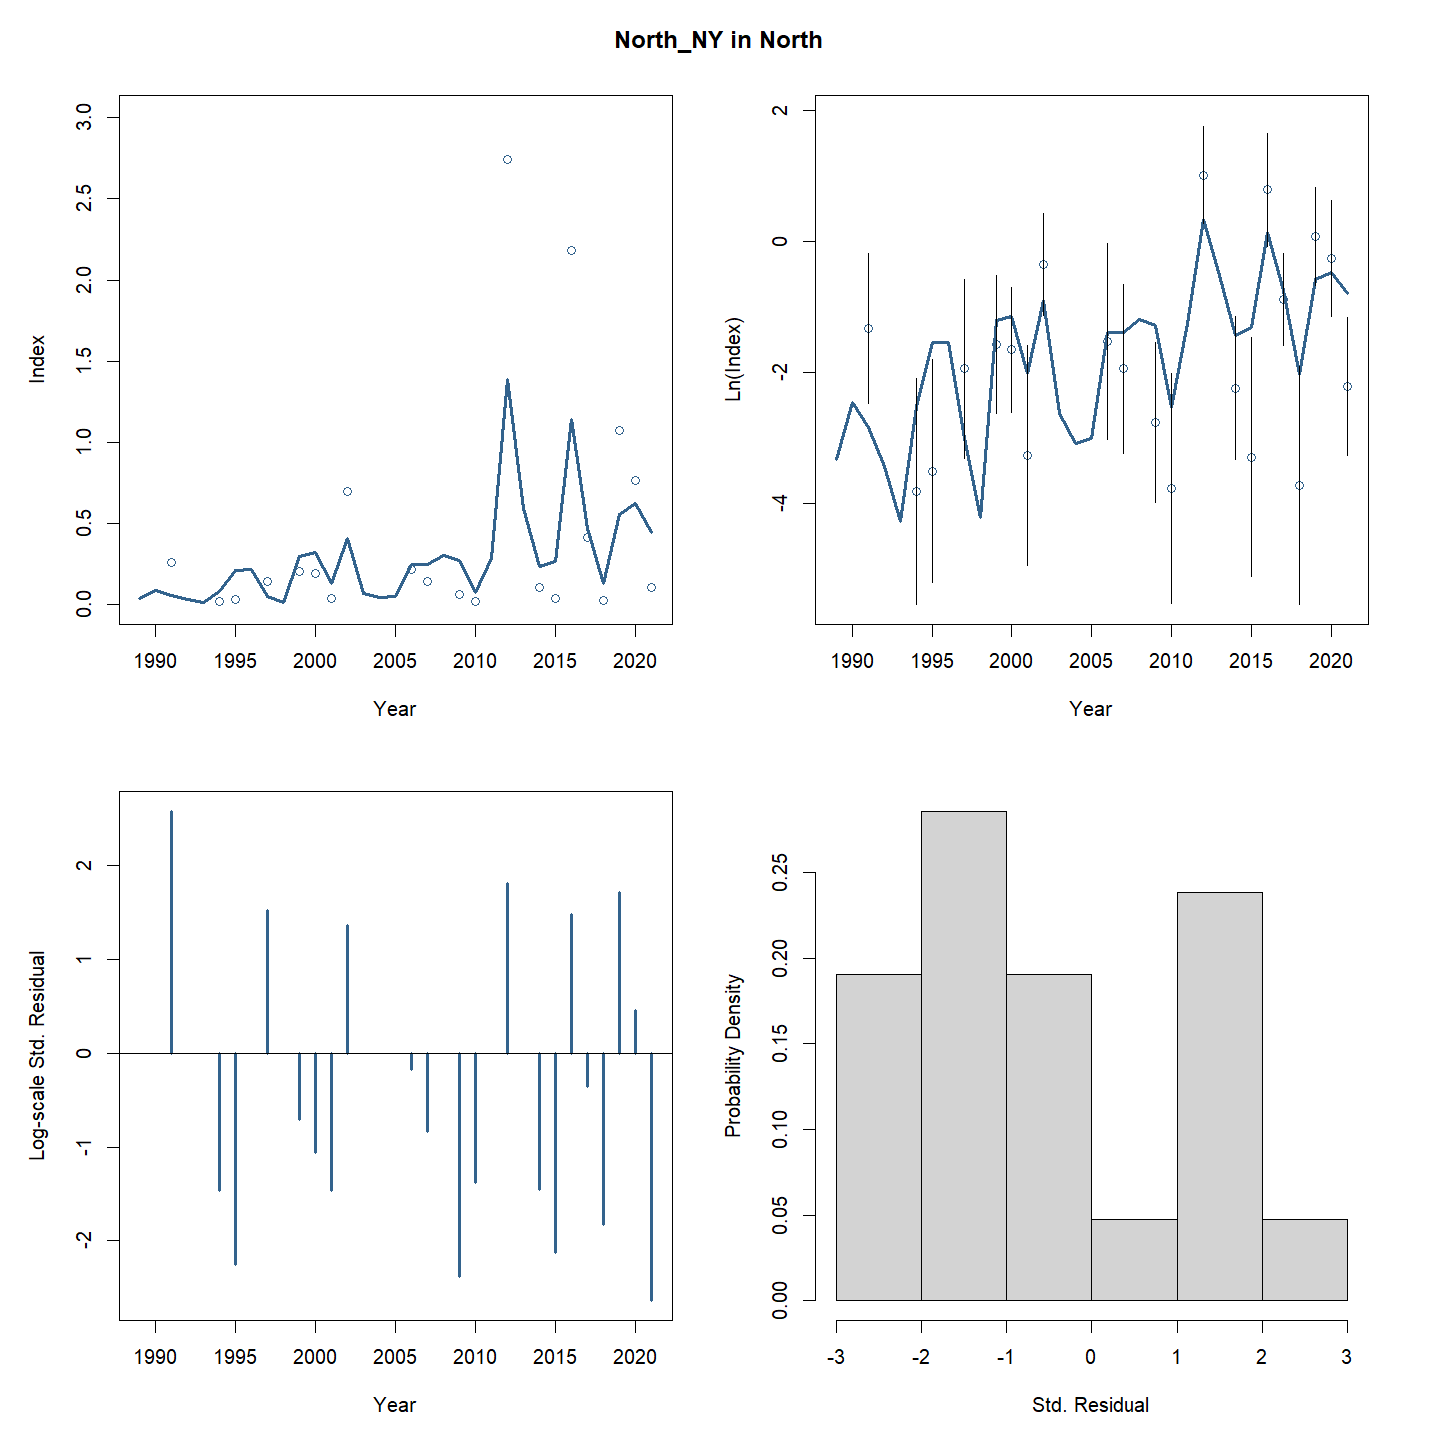 North_NY in North
3.0
2.5
2.0
1.5
1.0
0.5
0.0
Index
1990 1995 2000 2005 2010 2015 2020
Year
2
0
-2
-4
Ln(Index)
1990 1995 2000 2005 2010 2015 2020
Year
2
1
0
-1
-2
Log-scale Std. Residual
1990 1995 2000 2005 2010 2015 2020
Year
0.25
0.20
0.15
0.10
0.05
0.00
Probability Density
-3 -2 -1 0 1 2 3
Std. Residual